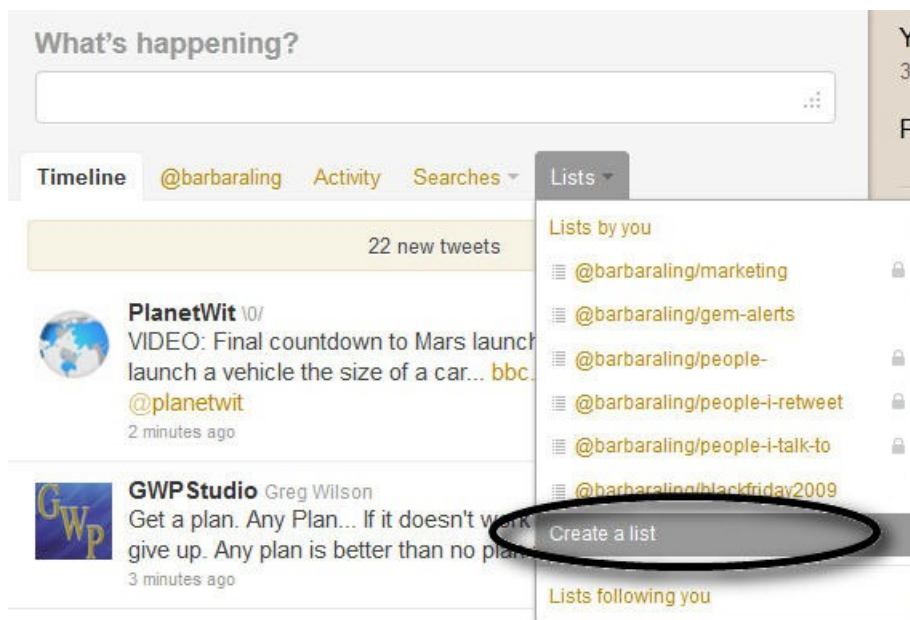 What's happening?
Timeline @barbaraling Activity Searches Lists
22 new tweets
PlanetWit \0/
VIDEO: Final countdown to Mars launch
launch a vehicle the size of a car... bbc.
@planetwit
2 minutes ago
GWP
GWPStudio Greg Wilson
Get a plan. Any Plan... If it doesn't work
give up. Any plan is better than no plan.
3 minutes ago
Lists by you
@barbaraling/marketing
@barbaraling/gem-alerts
@barbaraling/people-
@barbaraling/people-i-retweet
@barbaraling/people-i-talk-to
@barbaraling/blackfriday2009
Create a list
Lists following you
Y
3